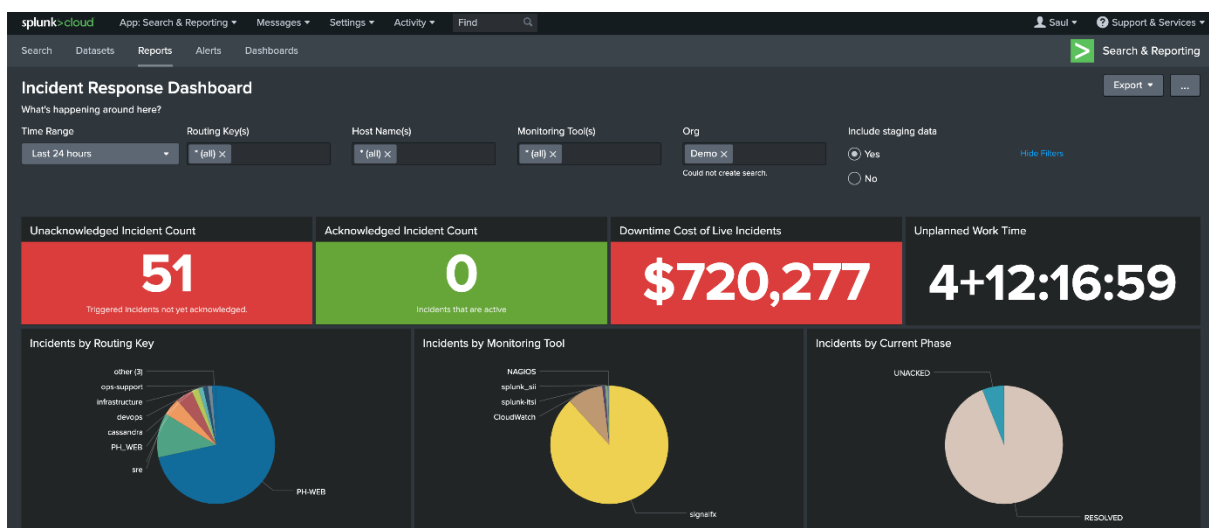 splunk>cloud App: Search & Reporting Messages Settings Activity Find Saul Support & Services
Search Datasets Reports Alerts Dashboards Search & Reporting
Incident Response Dashboard Export ...
What's happening around here?
Time Range Routing Key(s) Host Name(s) Monitoring Tool(s) Org Include staging data
Last 24 hours * (all) * (all) * (all) Demo Yes Hide Filters
Could not create search.
No
Unacknowledged Incident Count Acknowledged Incident Count Downtime Cost of Live Incidents Unplanned Work Time
51 0 $720,277 4+12:16:59
Triggered Incidents not yet acknowledged. Incidents that are active
Incidents by Routing Key Incidents by Monitoring Tool Incidents by Current Phase
other (3)
ops-support
infrastructure
devops
cassandra
PH_WEB
sre
PH-WEB
NAGIOS
splunk_sii
splunk-itsi
CloudWatch
signalfx
UNACKED
RESOLVED